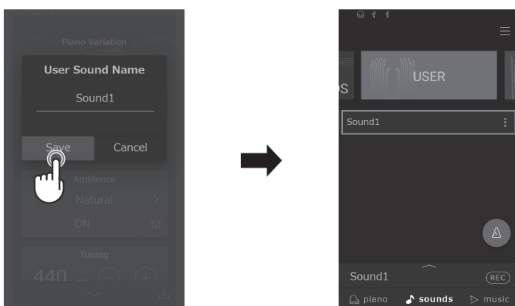 Piano Variation
User Sound Name
Sound1
Save Cancel
Ambience
Natural
ON
Tuning
440
USER
Sound1
Sound1
REC
piano sounds music